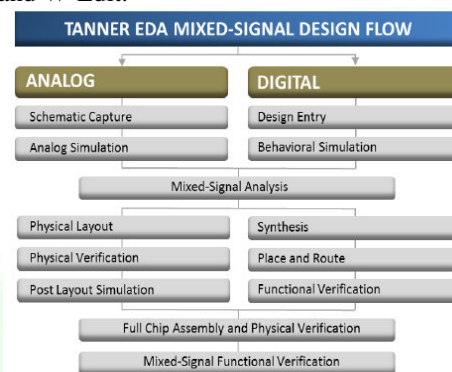 TANNER EDA MIXED-SIGNAL DESIGN FLOW
ANALOG
DIGITAL
Schematic Capture
Design Entry
Analog Simulation
Behavioral Simulation
Mixed-Signal Analysis
Physical Layout
Synthesis
Physical Verification
Place and Route
Post Layout Simulation
Functional Verification
Full Chip Assembly and Physical Verification
Mixed-Signal Functional Verification